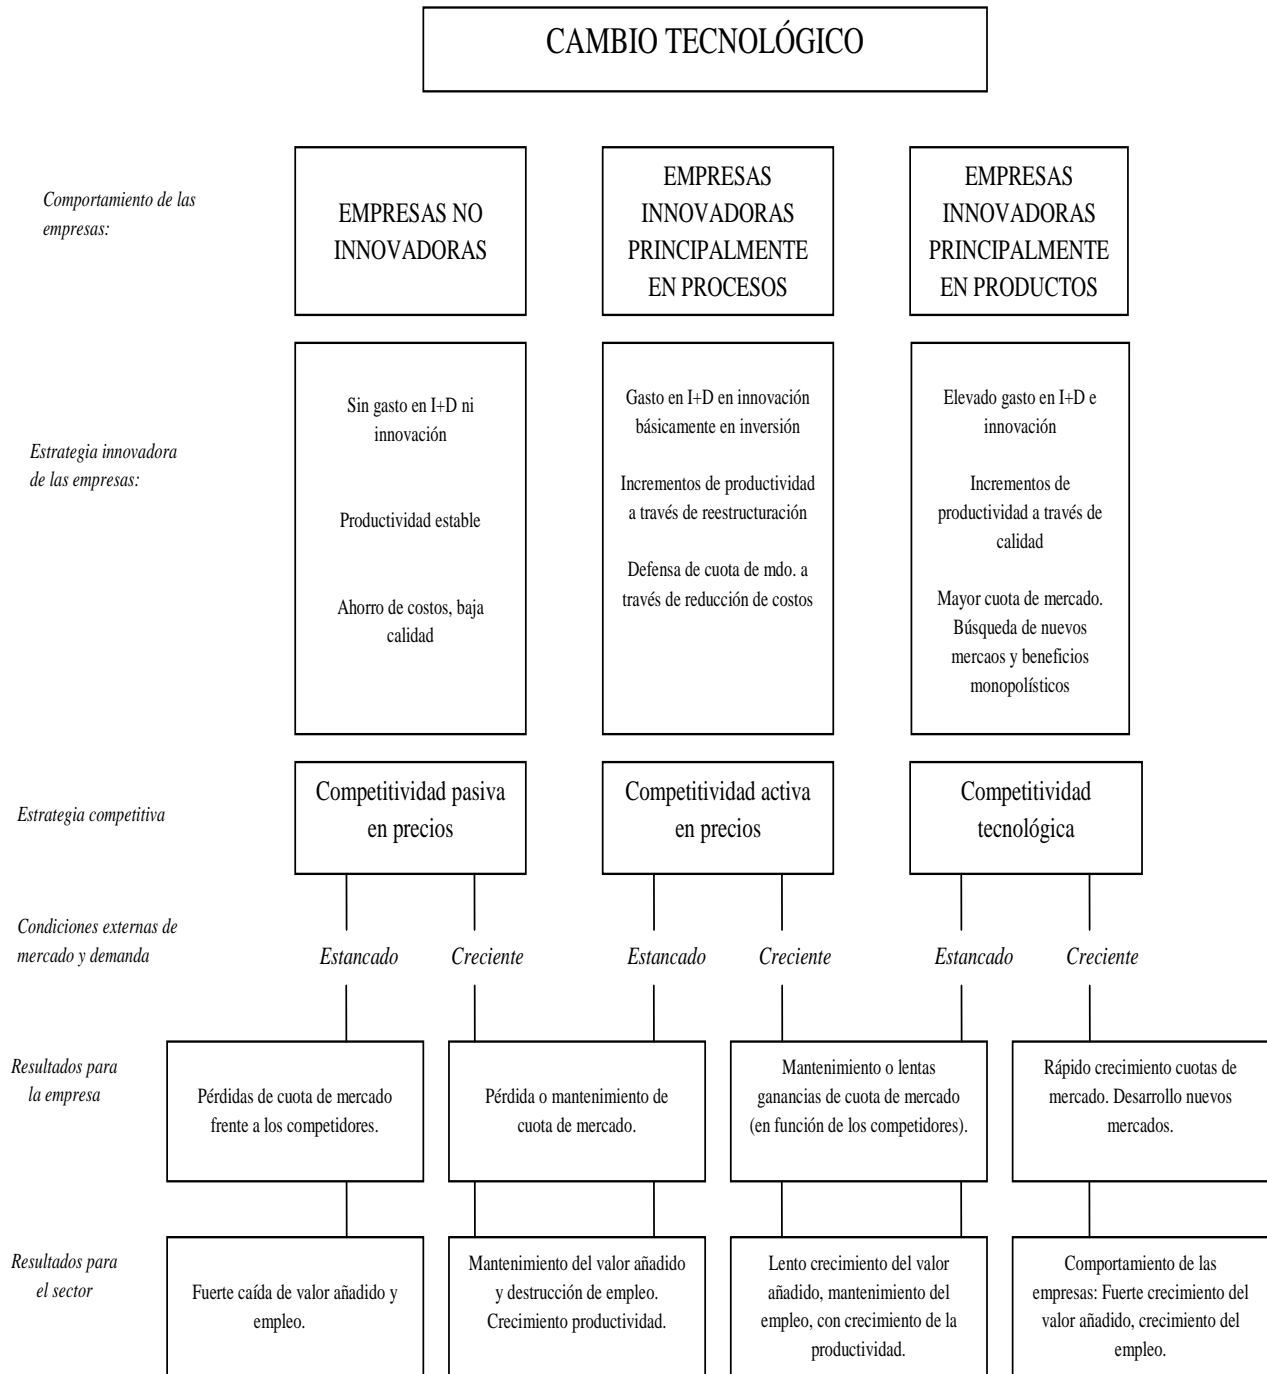 CAMBIO TECNOLÓGICO
Comportamiento de las
empresas:
EMPRESAS NO
INNOVADORAS
EMPRESAS
INNOVADORAS
PRINCIPALMENTE
EN PROCESOS
EMPRESAS
INNOVADORAS
PRINCIPALMENTE
EN PRODUCTOS
Estrategia innovadora
de las empresas:
Sin gasto en I+D ni
innovación
Productividad estable
Ahorro de costos, baja
calidad
Gasto en I+D en innovación
básicamente en inversión
Incrementos de productividad
a través de reestructuración
Defensa de cuota de mdo. a
través de reducción de costos
Elevado gasto en I+D e
innovación
Incrementos de
productividad a través de
calidad
Mayor cuota de mercado.
Búsqueda de nuevos
mercaos y beneficios
monopolísticos
Estrategia competitiva
Competitividad pasiva
en precios
Competitividad activa
en precios
Competitividad
tecnológica
Condiciones externas de
mercado y demanda
Estancado
Creciente
Estancado
Creciente
Estancado
Creciente
Resultados para
la empresa
Pérdidas de cuota de mercado
frente a los competidores.
Pérdida o mantenimiento de
cuota de mercado.
Mantenimiento o lentas
ganancias de cuota de mercado
(en función de los competidores).
Rápido crecimiento cuotas de
mercado. Desarrollo nuevos
mercados.
Resultados para
el sector
Fuerte caída de valor añadido y
empleo.
Mantenimiento del valor añadido
y destrucción de empleo.
Crecimiento productividad.
Lento crecimiento del valor
añadido, mantenimiento del
empleo, con crecimiento de la
productividad.
Comportamiento de las
empresas: Fuerte crecimiento del
valor añadido, crecimiento del
empleo.